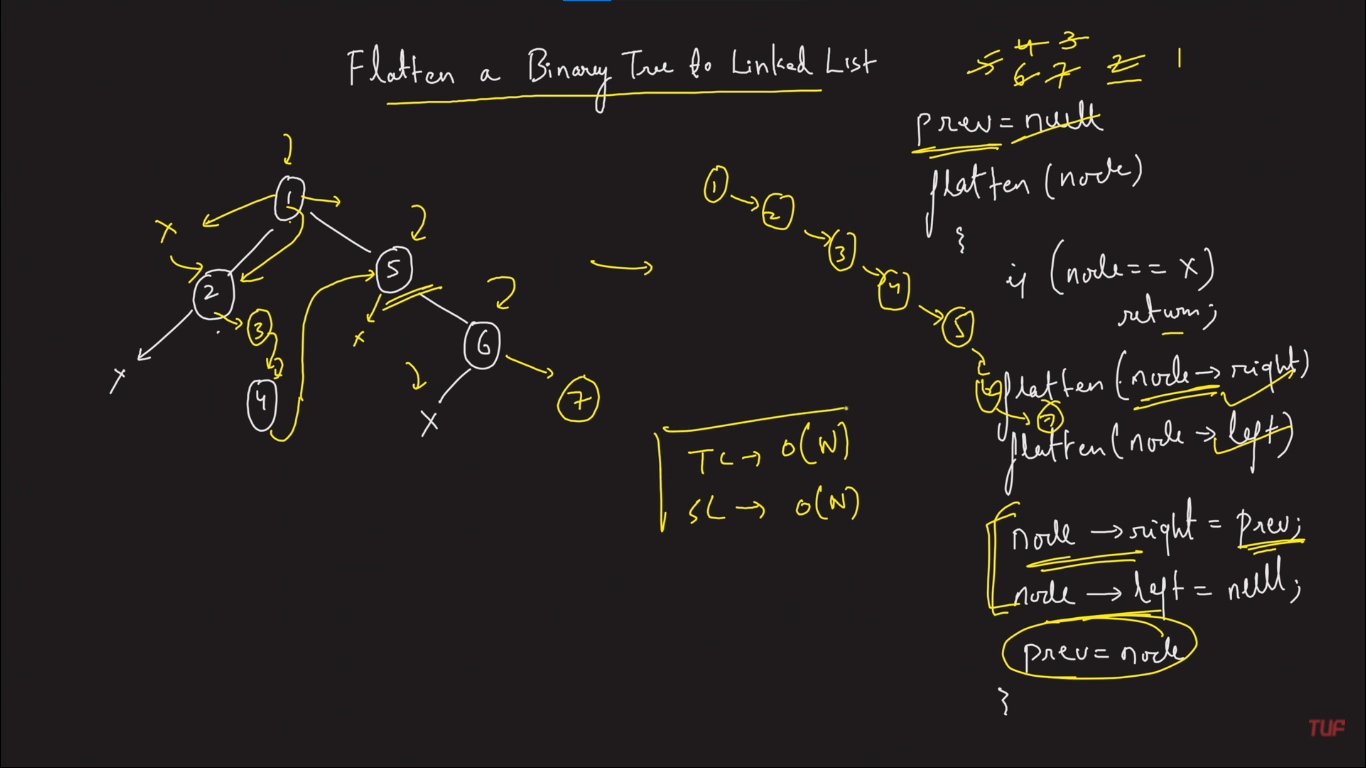 Flatten a Binary Tree to Linked List
4 3
5 6 7 2 1
prev = null
flatten (node)
{
if (node == X)
return;
flatten (node → right)
flatten (node → left)
node → right = prev;
node → left = null;
prev = node
}
1
X
2
5
3
X
4
6
X
7
X
→
1 → 2 → 3 → 4 → 5 → 6 → 7
TC → O(N)
SC → O(N)
TUF